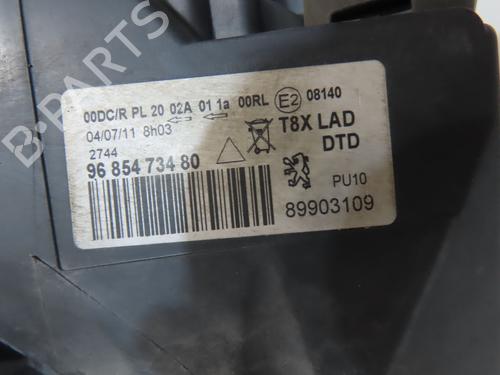 00DC/R PL 20 02A 01 1a 00RL E2 08140
04/07/11 8h03
2744
96 854 734 80
T8X LAD
DTD
PU10
89903109
B-PARTS